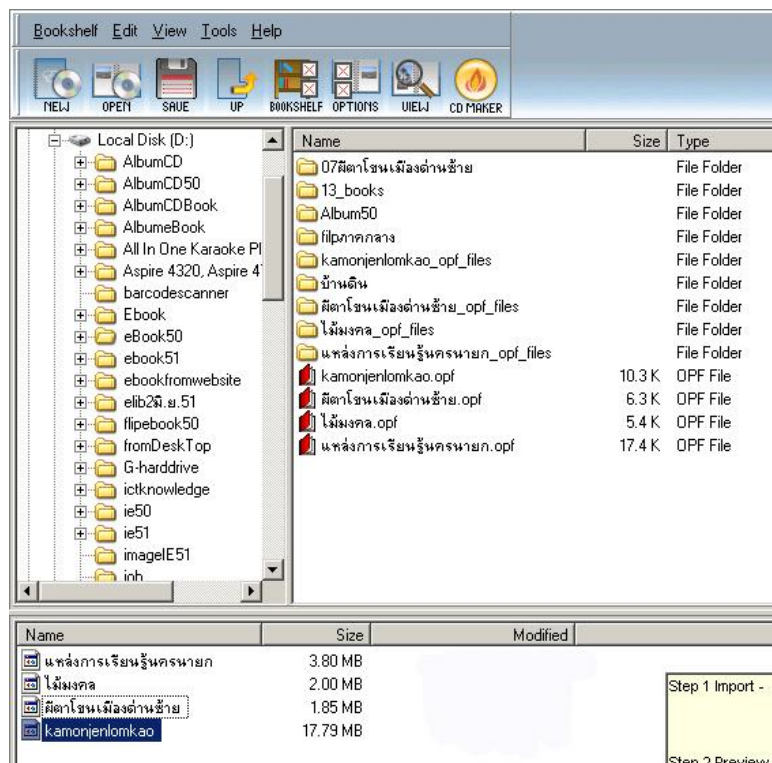 Bookshelf Edit View Tools Help
NEW OPEN SAVE UP BOOKSHELF OPTIONS VIEW CD MAKER
Local Disk (D:)
AlbumCD
AlbumCD50
AlbumCDBook
AlbumeBook
All In One Karaoke Pl
Aspire 4320, Aspire 4
barcodescanner
Ebook
eBook50
ebook51
ebookfromwebsite
elib2มิ.ย.51
flipebook50
fromDeskTop
G-harddrive
ictknowledge
ie50
ie51
imageIE51
job
Name Size Type
07ผีตาโขนเมืองด่านซ้าย File Folder
13_books File Folder
Album50 File Folder
filpภาคกลาง File Folder
kamonjenlomkao_opf_files File Folder
บ้านดิน File Folder
ผีตาโขนเมืองด่านซ้าย_opf_files File Folder
ไม้มงคล_opf_files File Folder
แหล่งการเรียนรู้นครนายก_opf_files File Folder
kamonjenlomkao.opf 10.3 K OPF File
ผีตาโขนเมืองด่านซ้าย.opf 6.3 K OPF File
ไม้มงคล.opf 5.4 K OPF File
แหล่งการเรียนรู้นครนายก.opf 17.4 K OPF File
Name Size Modified
แหล่งการเรียนรู้นครนายก 3.80 MB
ไม้มงคล 2.00 MB
ผีตาโขนเมืองด่านซ้าย 1.85 MB
kamonjenlomkao 17.79 MB
Step 1 Import -
Step 2 Preview